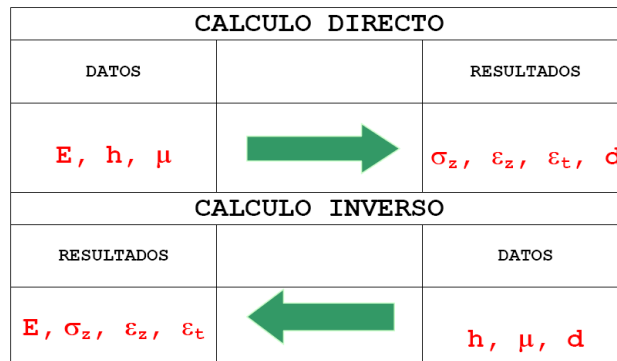 CALCULO DIRECTO
DATOS RESULTADOS
E, h, μ σz, εz, εt, d
CALCULO INVERSO
RESULTADOS DATOS
E, σz, εz, εt h, μ, d